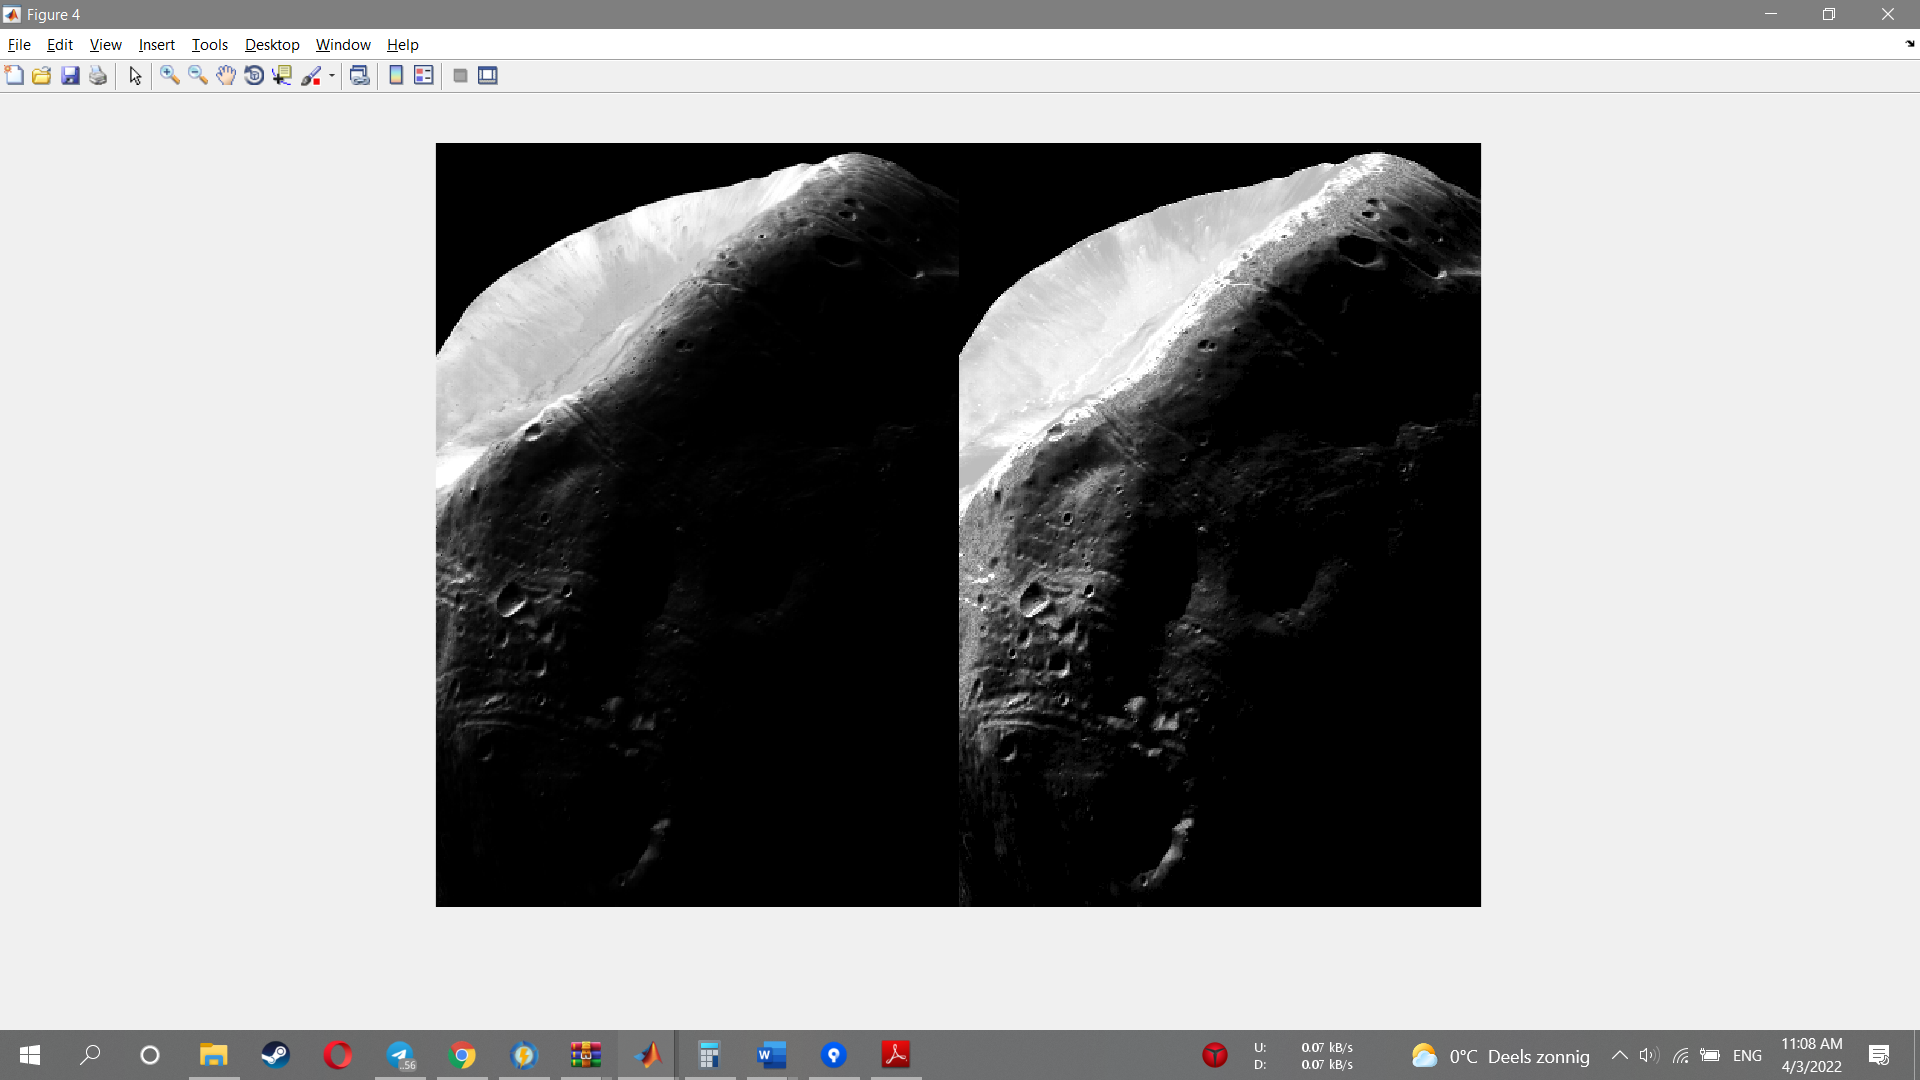 Figure 4
File Edit View Insert Tools Desktop Window Help
..56
W
U: 0.07 kB/s
D: 0.07 kB/s
0°C Deels zonnig
ENG
11:08 AM
4/3/2022